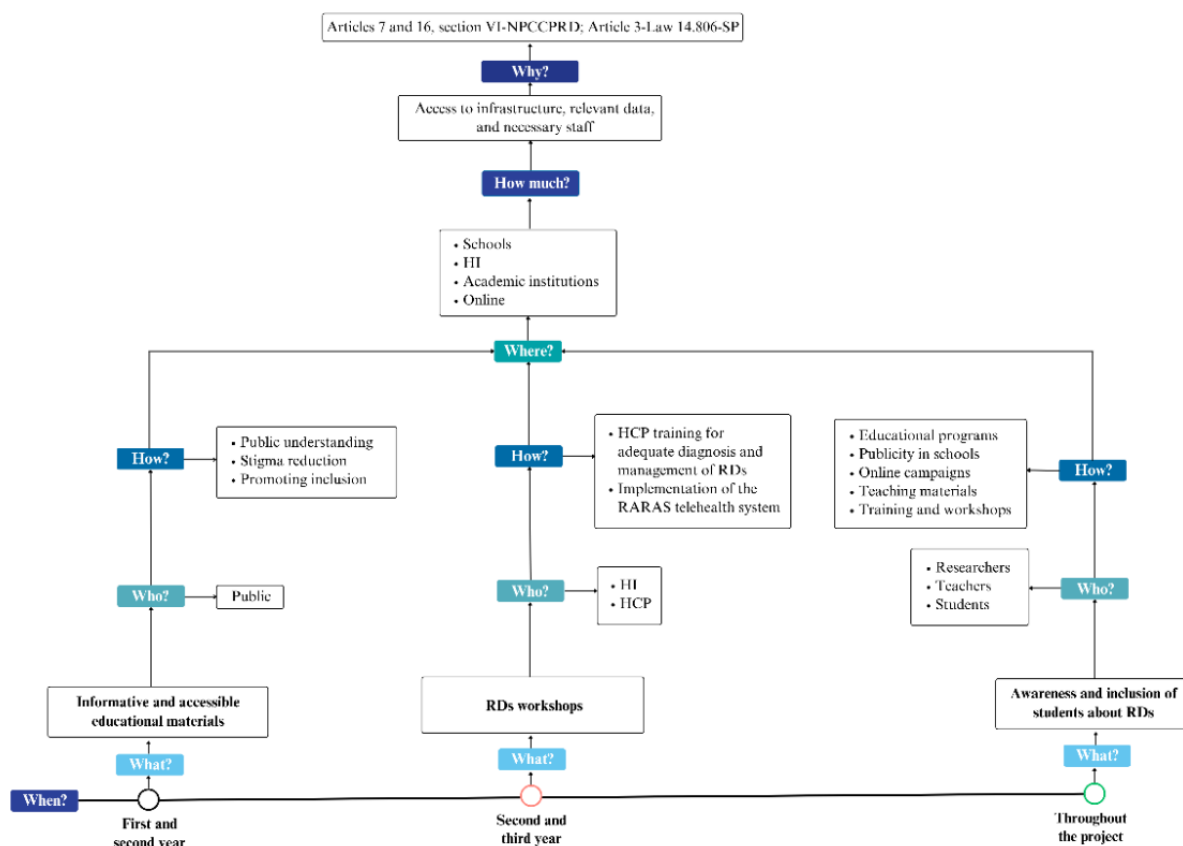 Articles 7 and 16, section VI-NPCCPRD; Article 3-Law 14.806-SP
Why?
Access to infrastructure, relevant data,
and necessary staff
How much?
• Schools
• HI
• Academic institutions
• Online
Where?
How?
• Public understanding
• Stigma reduction
• Promoting inclusion
How?
• HCP training for
adequate diagnosis and
management of RDs
• Implementation of the
RARAS telehealth system
• Educational programs
• Publicity in schools
• Online campaigns
• Teaching materials
• Training and workshops
How?
Who?
Public
Who?
• HI
• HCP
• Researchers
• Teachers
• Students
Who?
Informative and accessible
educational materials
RDs workshops
Awareness and inclusion of
students about RDs
What?
What?
What?
When?
First and
second year
Second and
third year
Throughout
the project